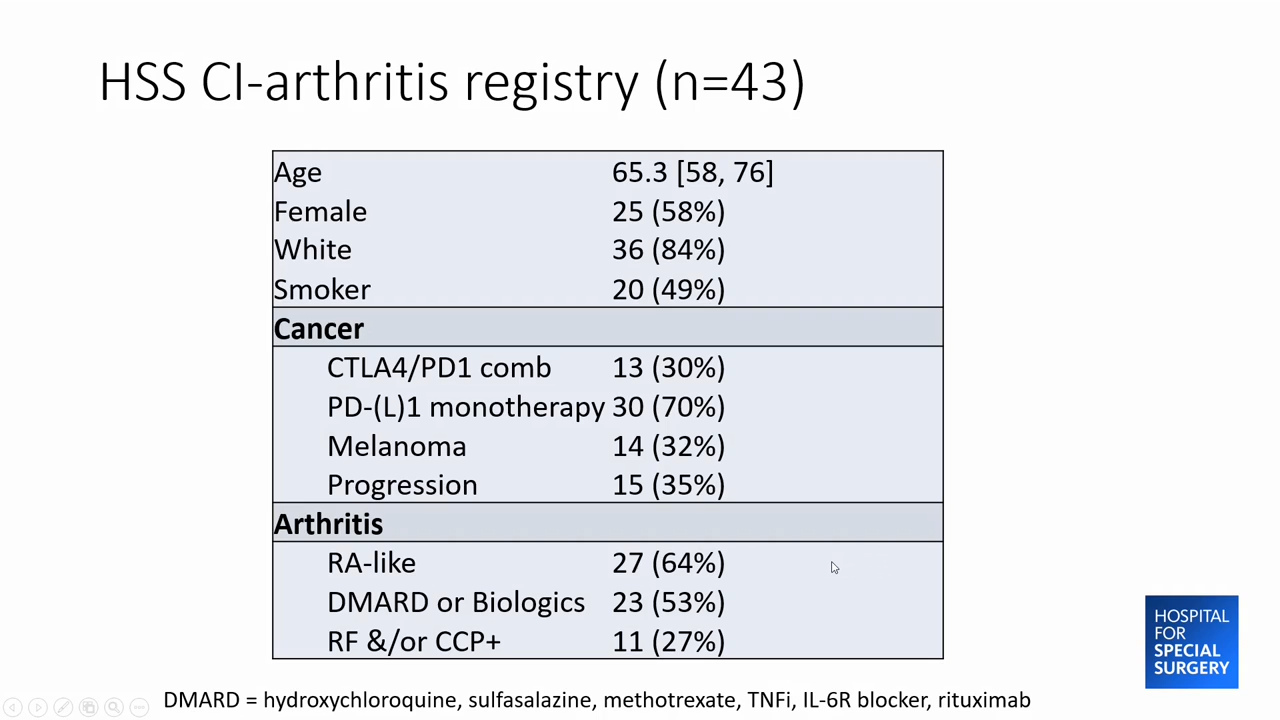 HSS CI-arthritis registry (n=43)
Age 65.3 [58, 76]
Female 25 (58%)
White 36 (84%)
Smoker 20 (49%)
Cancer
CTLA4/PD1 comb 13 (30%)
PD-(L)1 monotherapy 30 (70%)
Melanoma 14 (32%)
Progression 15 (35%)
Arthritis
RA-like 27 (64%)
DMARD or Biologics 23 (53%)
RF &/or CCP+ 11 (27%)
HOSPITAL
FOR
SPECIAL
SURGERY
DMARD = hydroxychloroquine, sulfasalazine, methotrexate, TNFi, IL-6R blocker, rituximab